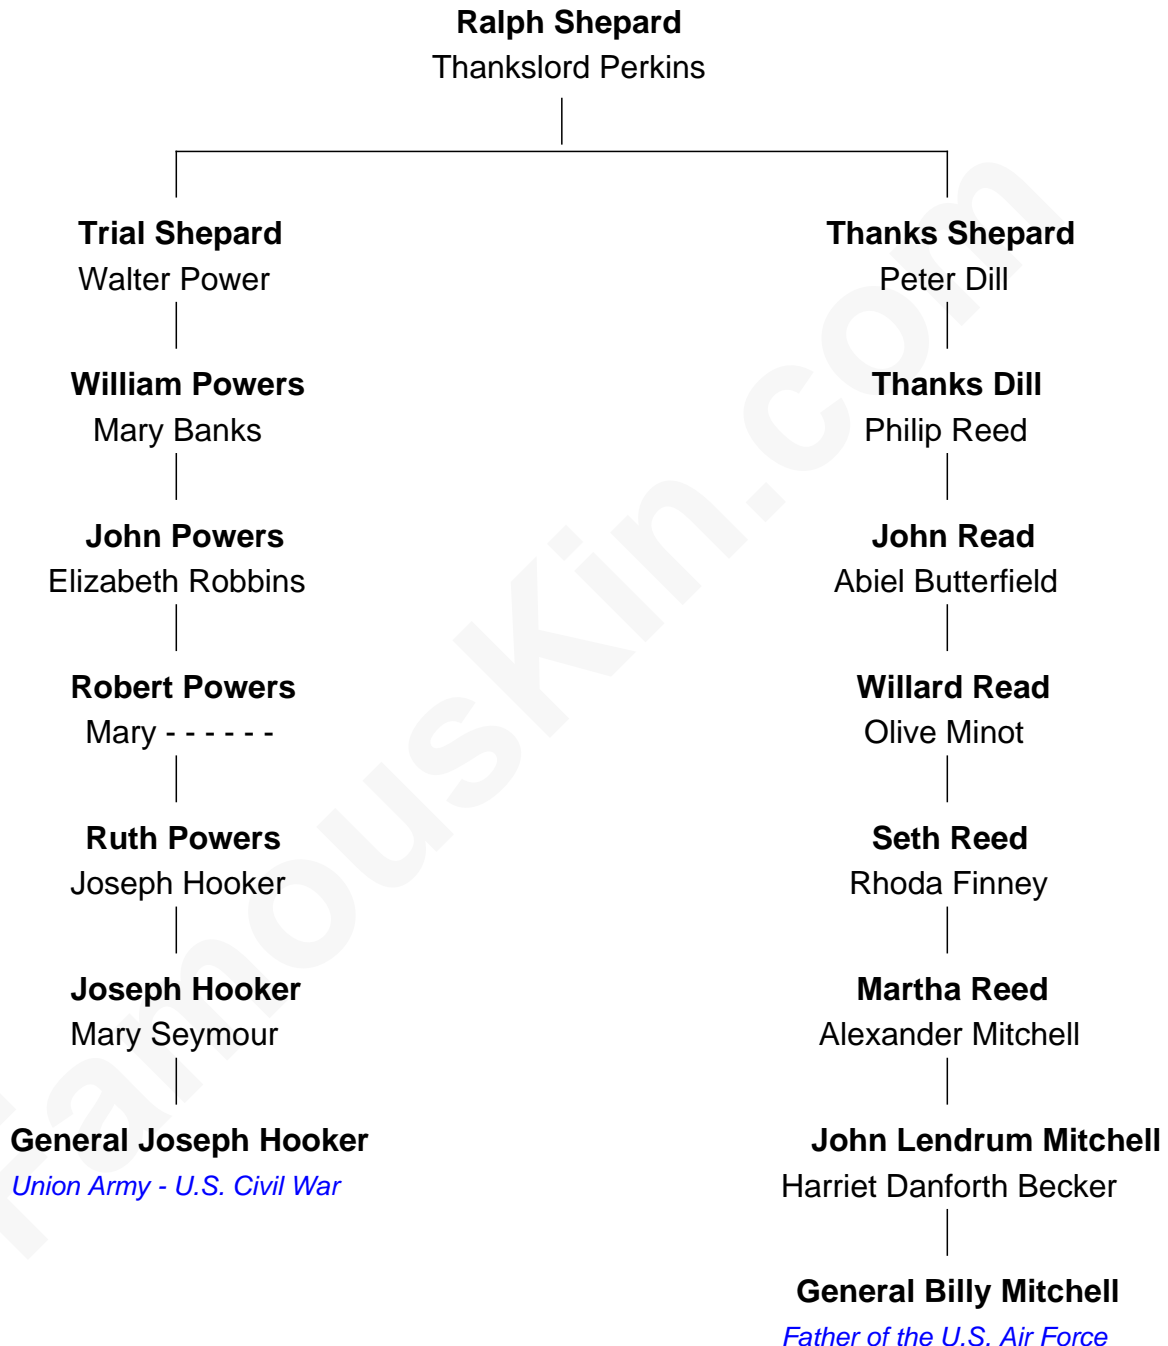 Ralph Shepard
Thankslord Perkins
Trial Shepard
Walter Power
William Powers
Mary Banks
John Powers
Elizabeth Robbins
Robert Powers
Mary - - - - - -
Ruth Powers
Joseph Hooker
Joseph Hooker
Mary Seymour
General Joseph Hooker
Union Army - U.S. Civil War
Thanks Shepard
Peter Dill
Thanks Dill
Philip Reed
John Read
Abiel Butterfield
Willard Read
Olive Minot
Seth Reed
Rhoda Finney
Martha Reed
Alexander Mitchell
John Lendrum Mitchell
Harriet Danforth Becker
General Billy Mitchell
Father of the U.S. Air Force
FamousKin.com